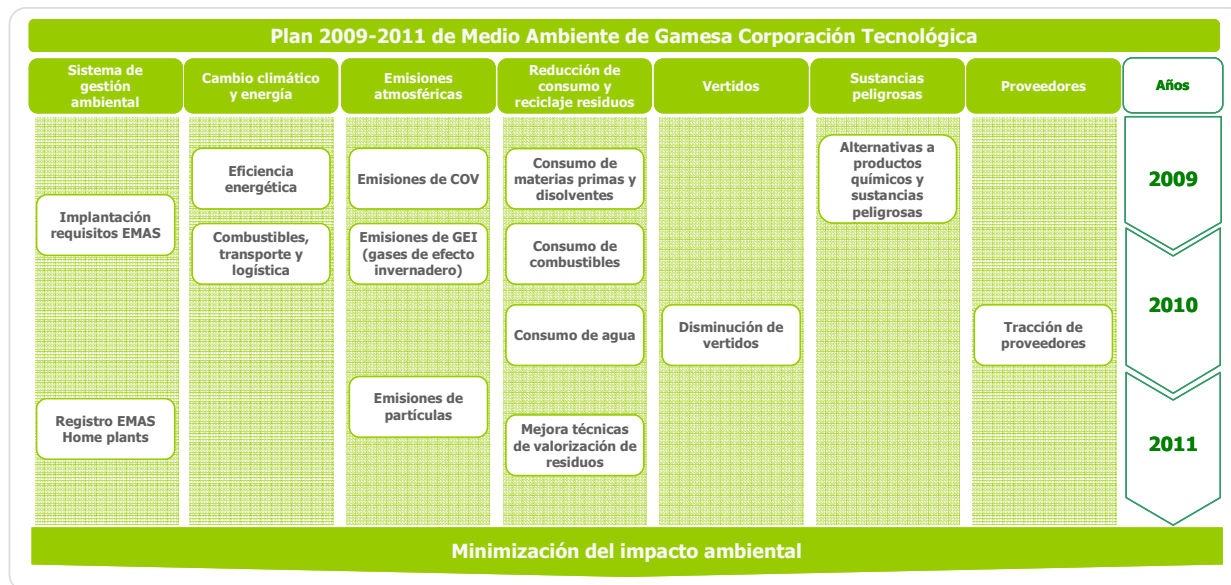 Plan 2009-2011 de Medio Ambiente de Gamesa Corporación Tecnológica
Sistema de
gestión
ambiental
Cambio climático
y energía
Emisiones
atmosféricas
Reducción de
consumo y
reciclaje residuos
Vertidos
Sustancias
peligrosas
Proveedores
Años
Implantación
requisitos EMAS
Registro EMAS
Home plants
Eficiencia
energética
Combustibles,
transporte y
logística
Emisiones de COV
Emisiones de GEI
(gases de efecto
invernadero)
Emisiones de
partículas
Consumo de
materias primas y
disolventes
Consumo de
combustibles
Consumo de agua
Mejora técnicas
de valorización de
residuos
Disminución de
vertidos
Alternativas a
productos
químicos y
sustancias
peligrosas
Tracción de
proveedores
2009
2010
2011
Minimización del impacto ambiental